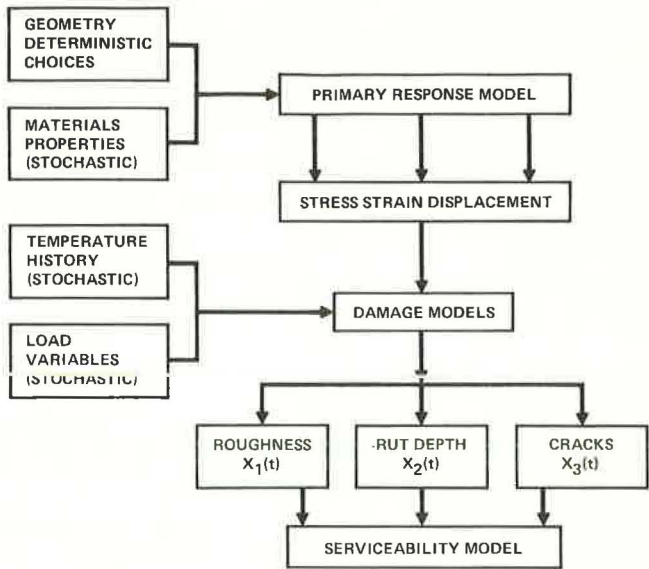 GEOMETRY
DETERMINISTIC
CHOICES
MATERIALS
PROPERTIES
(STOCHASTIC)
PRIMARY RESPONSE MODEL
STRESS STRAIN DISPLACEMENT
TEMPERATURE
HISTORY
(STOCHASTIC)
LOAD
VARIABLES
(STOCHASTIC)
DAMAGE MODELS
ROUGHNESS
X1(t)
RUT DEPTH
X2(t)
CRACKS
X3(t)
SERVICEABILITY MODEL